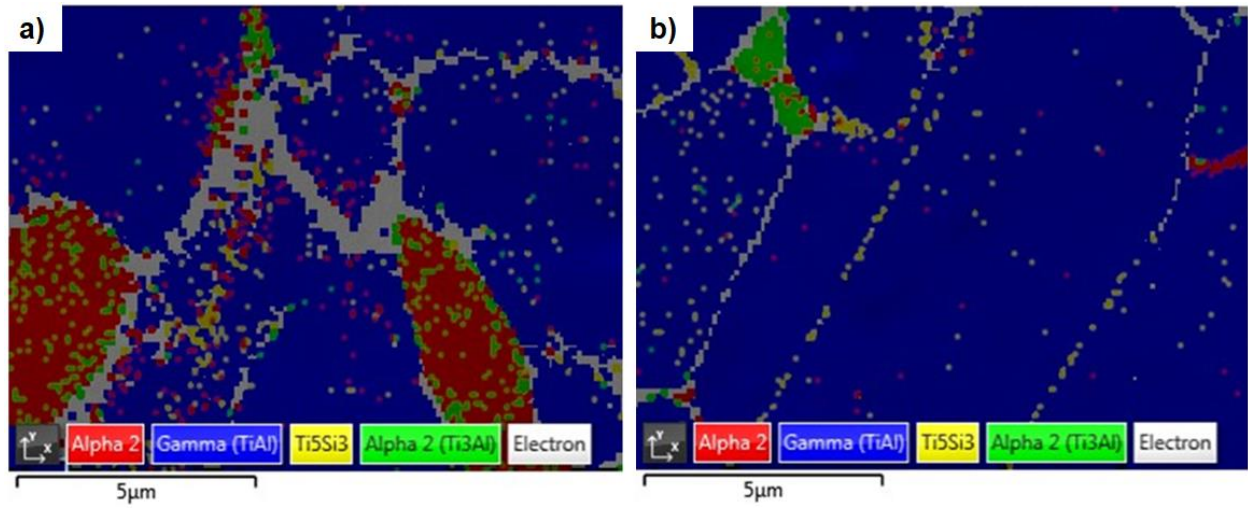 a)
b)
Y
X
Alpha 2
Gamma (TiAl)
Ti5Si3
Alpha 2 (Ti3Al)
Electron
Y
X
Alpha 2
Gamma (TiAl)
Ti5Si3
Alpha 2 (Ti3Al)
Electron
5µm
5µm